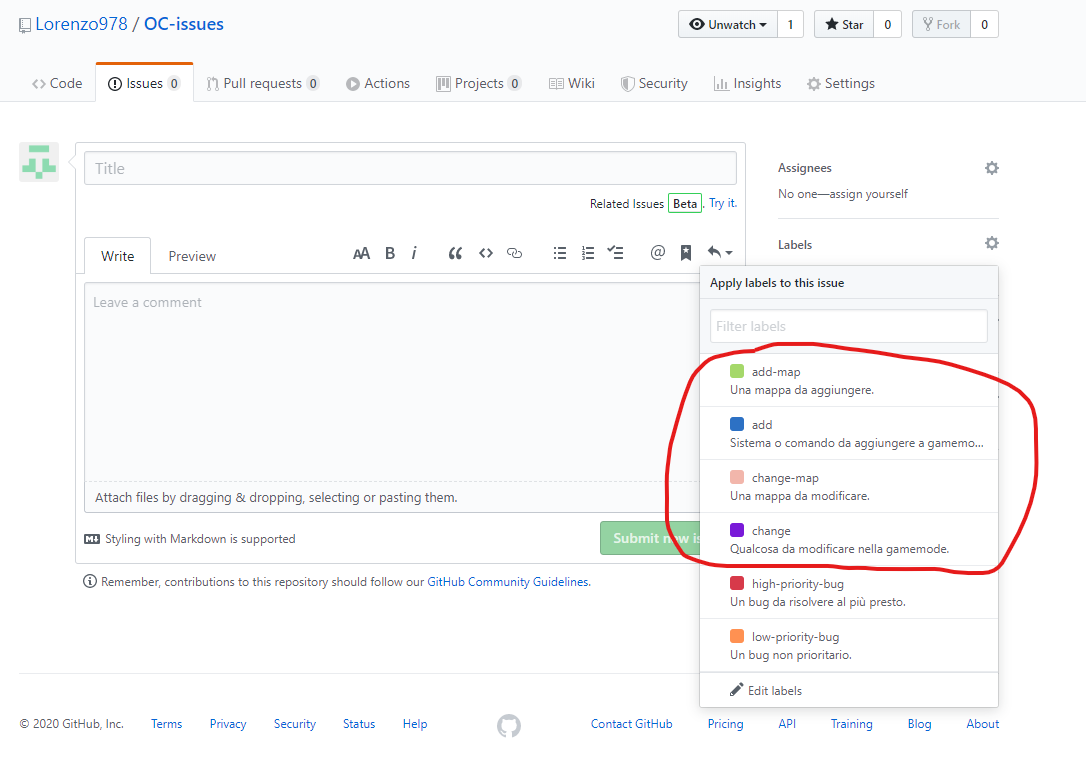 Lorenzo978 / OC-issues
Unwatch 1 Star 0 Fork 0
Code Issues 0 Pull requests 0 Actions Projects 0 Wiki Security Insights Settings
Title
Related Issues Beta . Try it.
Write Preview AA B i
Leave a comment
Attach files by dragging & dropping, selecting or pasting them.
Styling with Markdown is supported
Submit new is
Remember, contributions to this repository should follow our GitHub Community Guidelines.
Assignees
No one—assign yourself
Labels
Apply labels to this issue
Filter labels
add-map
Una mappa da aggiungere.
add
Sistema o comando da aggiungere a gamemo...
change-map
Una mappa da modificare.
change
Qualcosa da modificare nella gamemode.
high-priority-bug
Un bug da risolvere al più presto.
low-priority-bug
Un bug non prioritario.
Edit labels
© 2020 GitHub, Inc. Terms Privacy Security Status Help Contact GitHub Pricing API Training Blog About